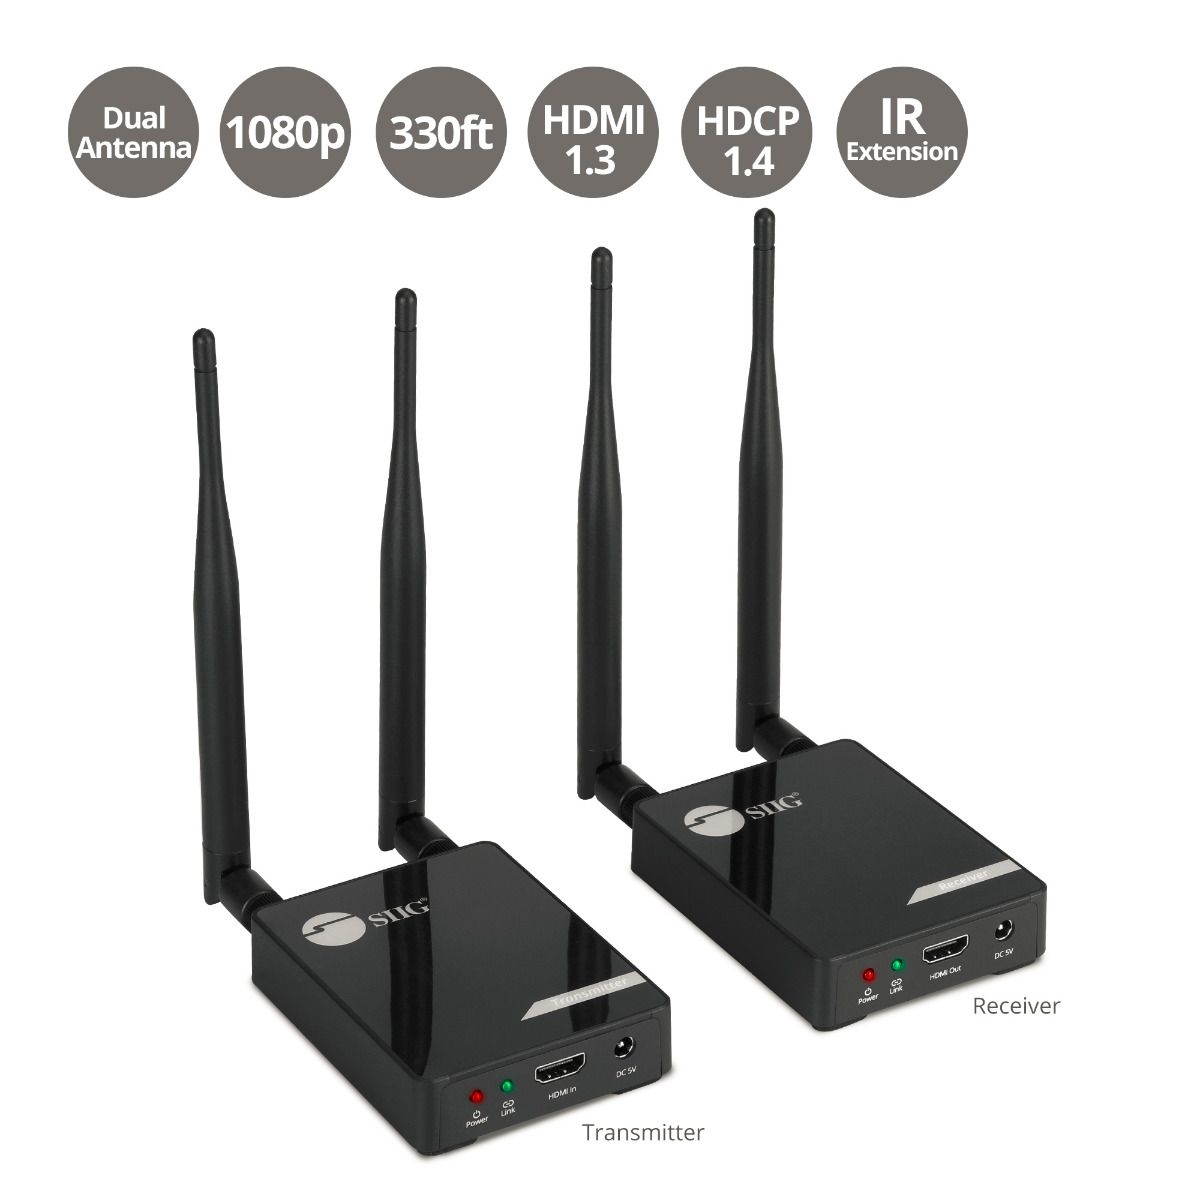 Dual
Antenna
1080p
330ft
HDMI
1.3
HDCP
1.4
IR
Extension
SIIG®
Receiver
Power
Link
HDMI Out
DC 5V
Receiver
SIIG®
Transmitter
Power
Link
HDMI In
DC 5V
Transmitter